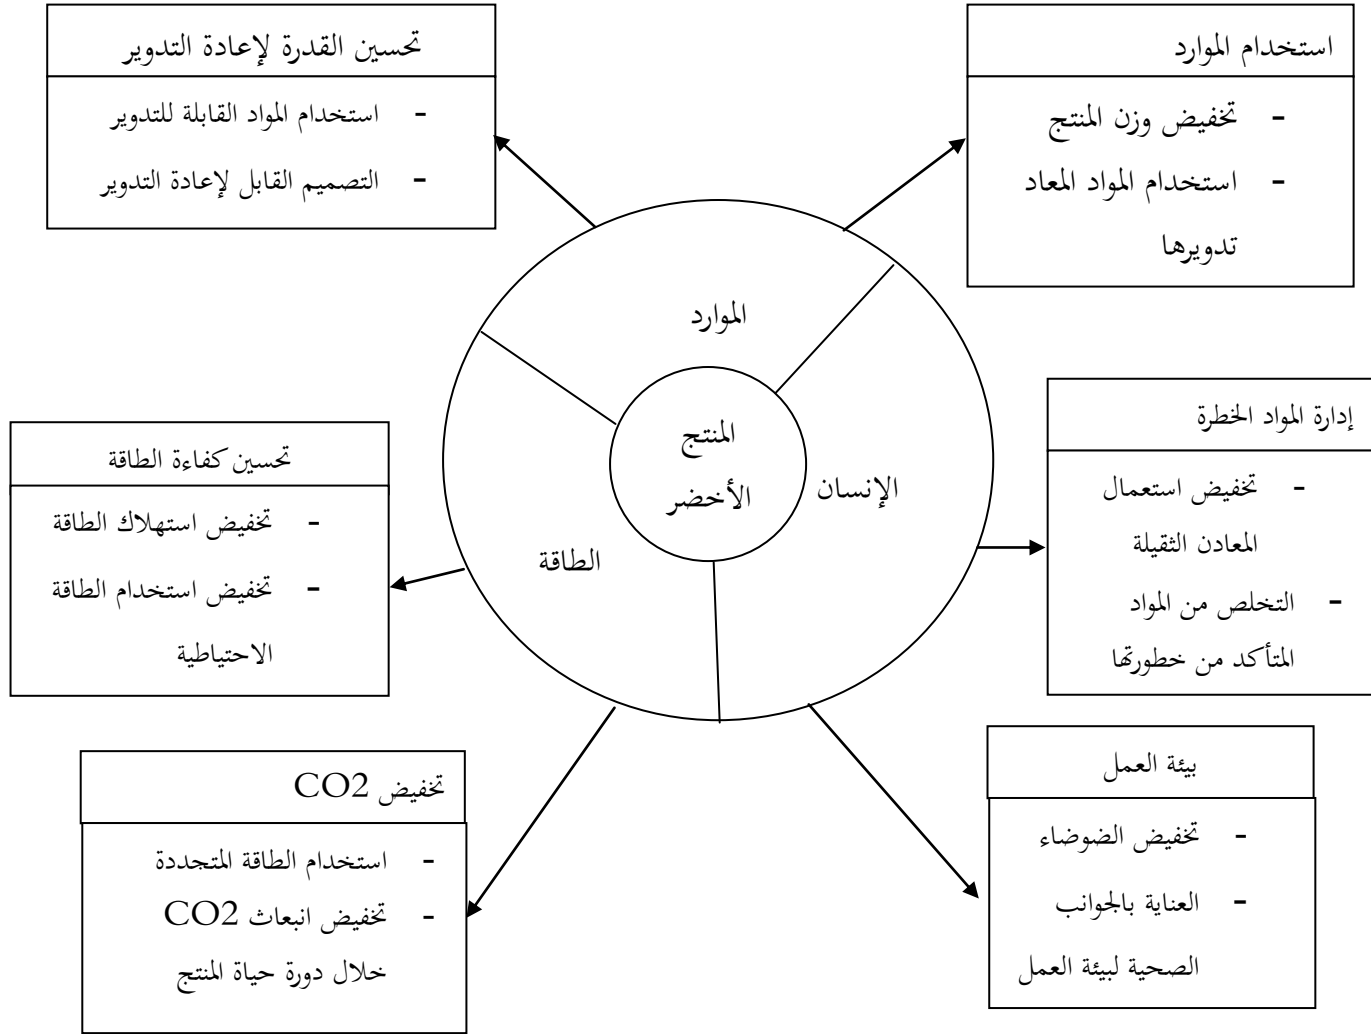 استخدام الموارد
- تخفيض وزن المنتج
- استخدام المواد المعاد
تدويرها
تحسين القدرة لإعادة التدوير
- استخدام المواد القابلة للتدوير
- التصميم القابل لإعادة التدوير
الموارد
المنتج
الأخضر
الإنسان
الطاقة
إدارة المواد الخطرة
- تخفيض استعمال
المعادن الثقيلة
- التخلص من المواد
المتأكد من خطورتها
تحسين كفاءة الطاقة
- تخفيض استهلاك الطاقة
- تخفيض استخدام الطاقة
الاحتياطية
بيئة العمل
- تخفيض الضوضاء
- العناية بالجوانب
الصحية لبيئة العمل
تخفيض CO2
- استخدام الطاقة المتجددة
- تخفيض انبعاث CO2
خلال دورة حياة المنتج